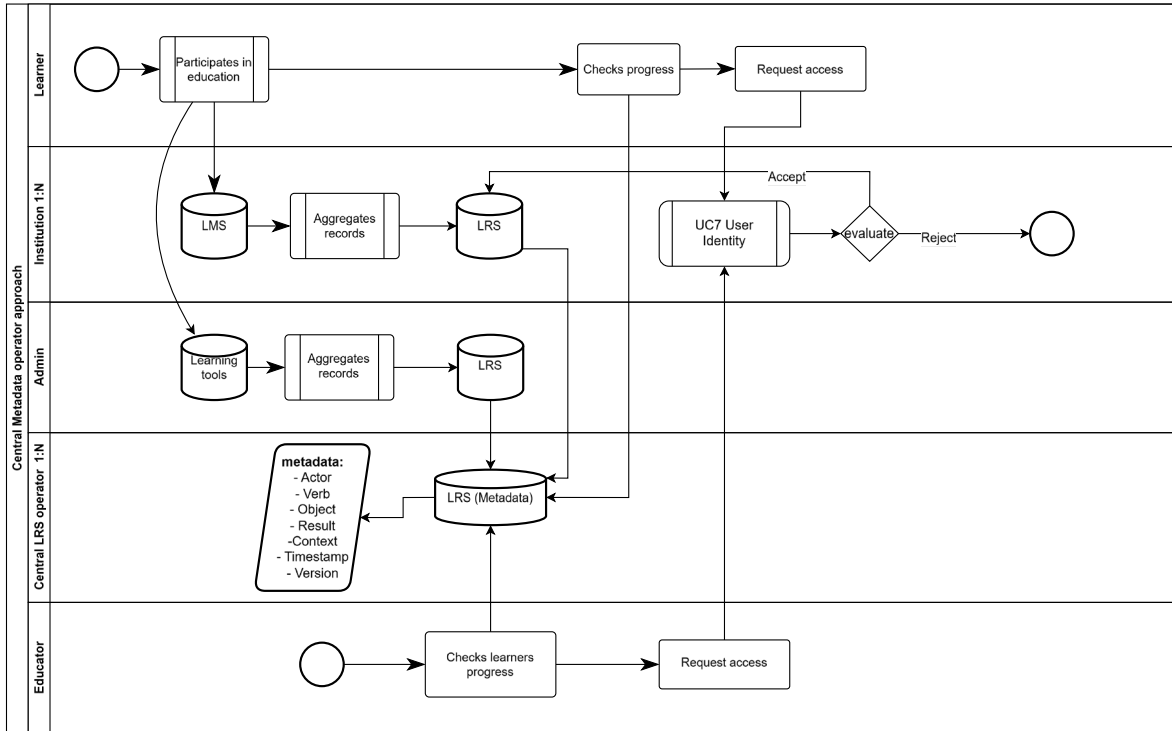 Central Metadata operator approach
Learner
Participates in
education
Checks progress
Request access
Institution 1:N
LMS
Aggregates
records
LRS
Accept
UC7 User
Identity
evaluate
Reject
Admin
Learning
tools
Aggregates
records
LRS
Central LRS operator 1:N
metadata:
- Actor
- Verb
- Object
- Result
-Context
- Timestamp
- Version
LRS (Metadata)
Educator
Checks learners
progress
Request access